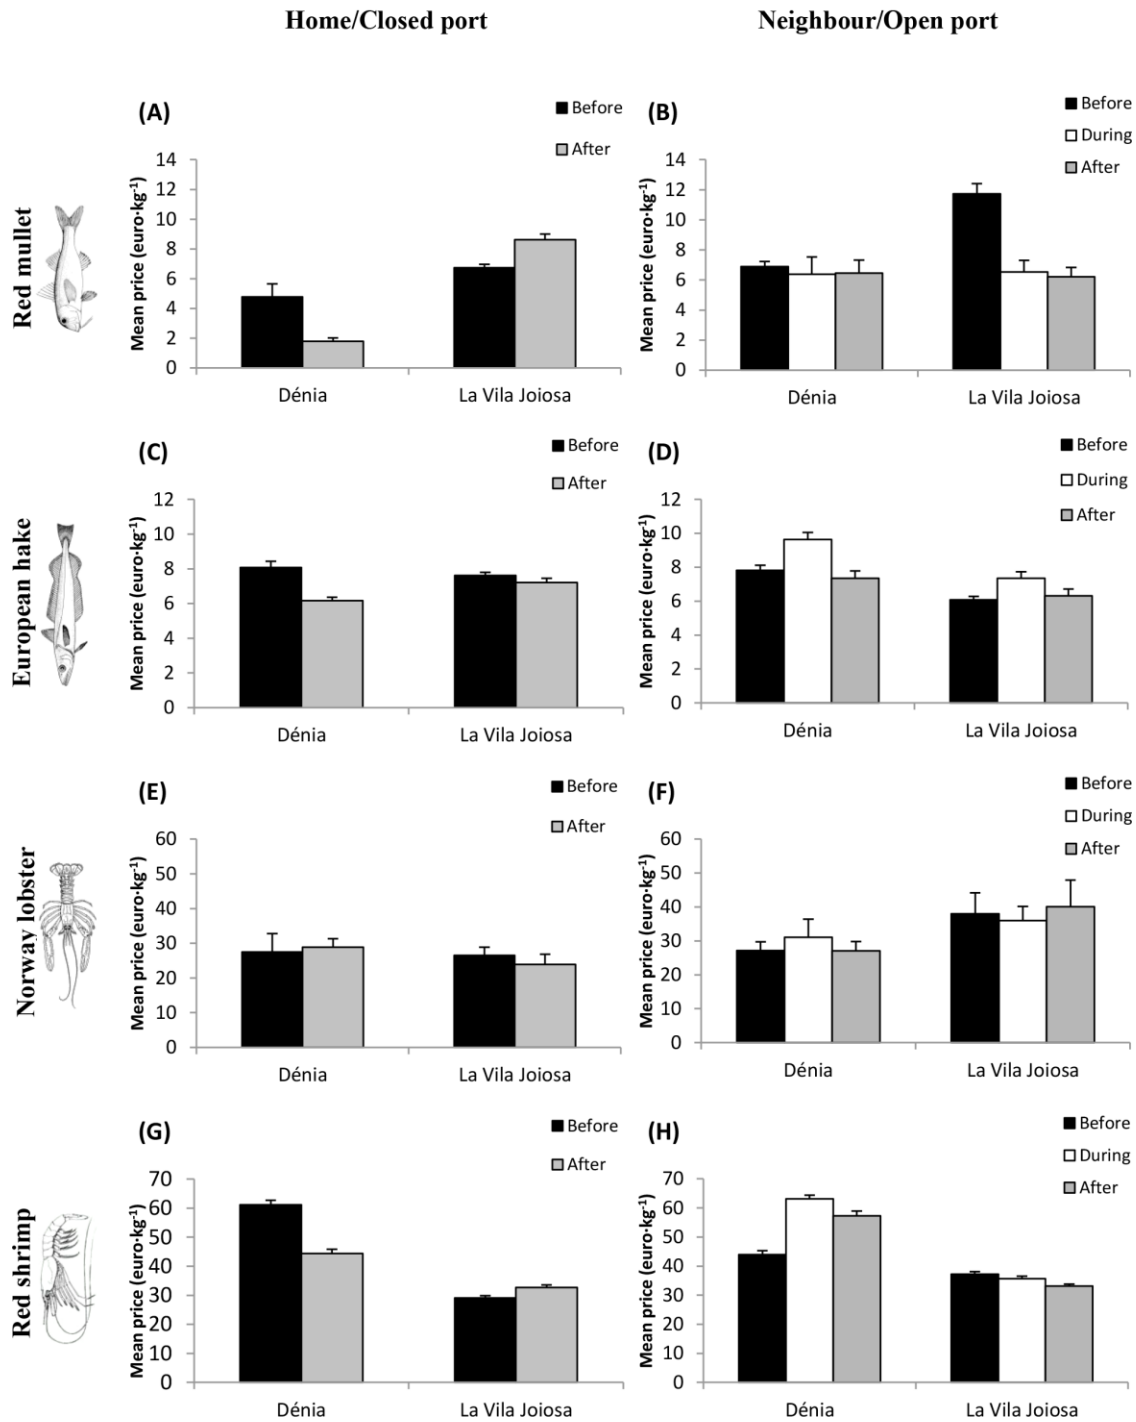 Home/Closed port
Neighbour/Open port
Red mullet
(A)
Before
After
Mean price (euro·kg-1)
14
12
10
8
6
4
2
0
Dénia
La Vila Joiosa
(B)
Before
During
After
Mean price (euro·kg-1)
14
12
10
8
6
4
2
0
Dénia
La Vila Joiosa
European hake
(C)
Before
After
Mean price (euro·kg-1)
12
10
8
6
4
2
0
Dénia
La Vila Joiosa
(D)
Before
During
After
Mean price (euro·kg-1)
12
10
8
6
4
2
0
Dénia
La Vila Joiosa
Norway lobster
(E)
Before
After
Mean price (euro·kg-1)
60
50
40
30
20
10
0
Dénia
La Vila Joiosa
(F)
Before
During
After
Mean price (euro·kg-1)
60
50
40
30
20
10
0
Dénia
La Vila Joiosa
Red shrimp
(G)
Before
After
Mean price (euro·kg-1)
70
60
50
40
30
20
10
0
Dénia
La Vila Joiosa
(H)
Before
During
After
Mean price (euro·kg-1)
70
60
50
40
30
20
10
0
Dénia
La Vila Joiosa